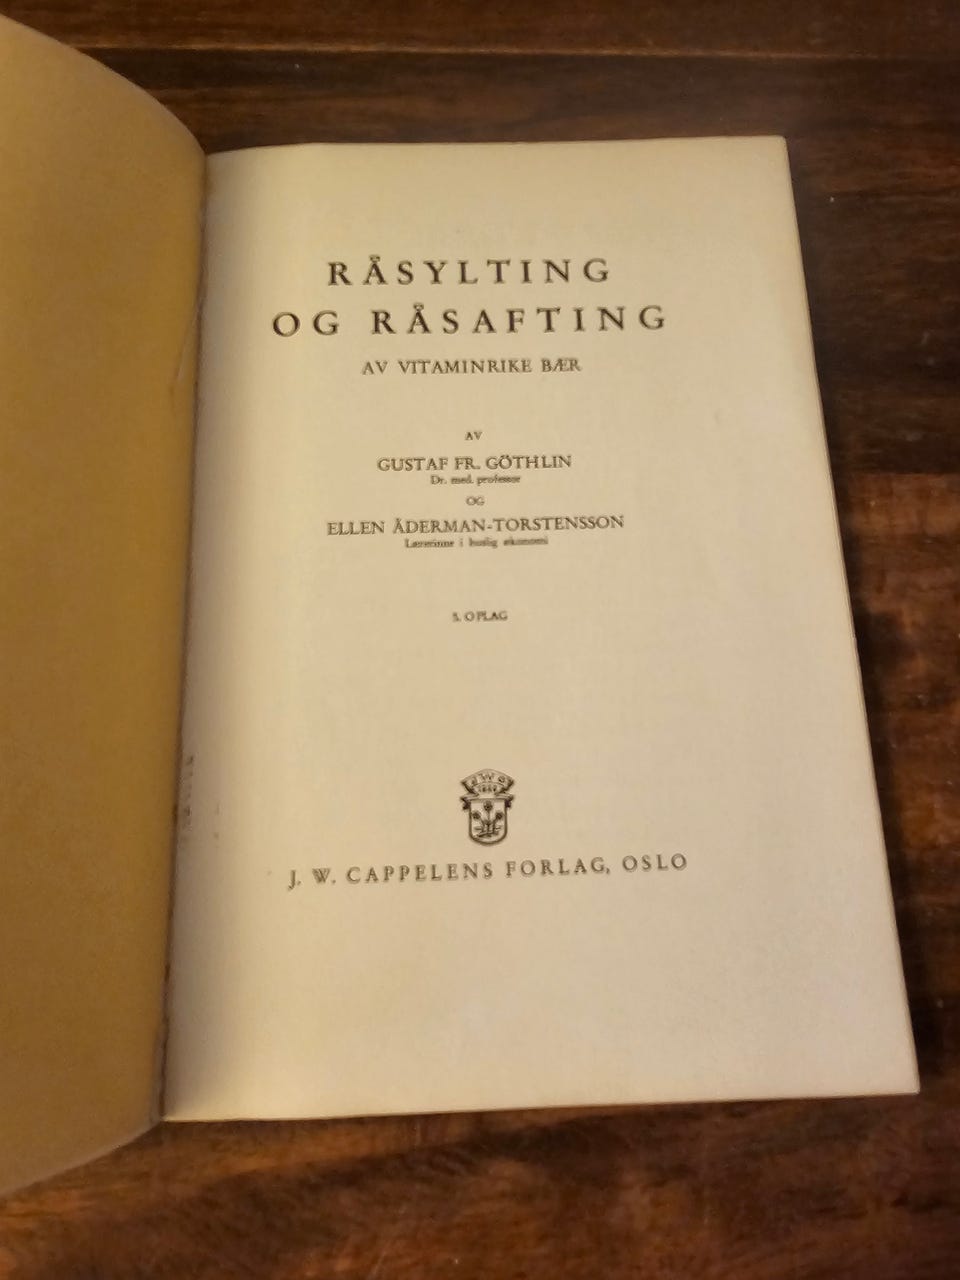 RÅSYLTING
OG RÅSAFTING
AV VITAMINRIKE BÆR
AV
GUSTAF FR. GÖTHLIN
Dr. med. professor
OG
ELLEN ÅDERMAN-TORSTENSSON
Lærerinne i huslig økonomi
OPLAG
J W C
J. W. CAPPELENS FORLAG, OSLO